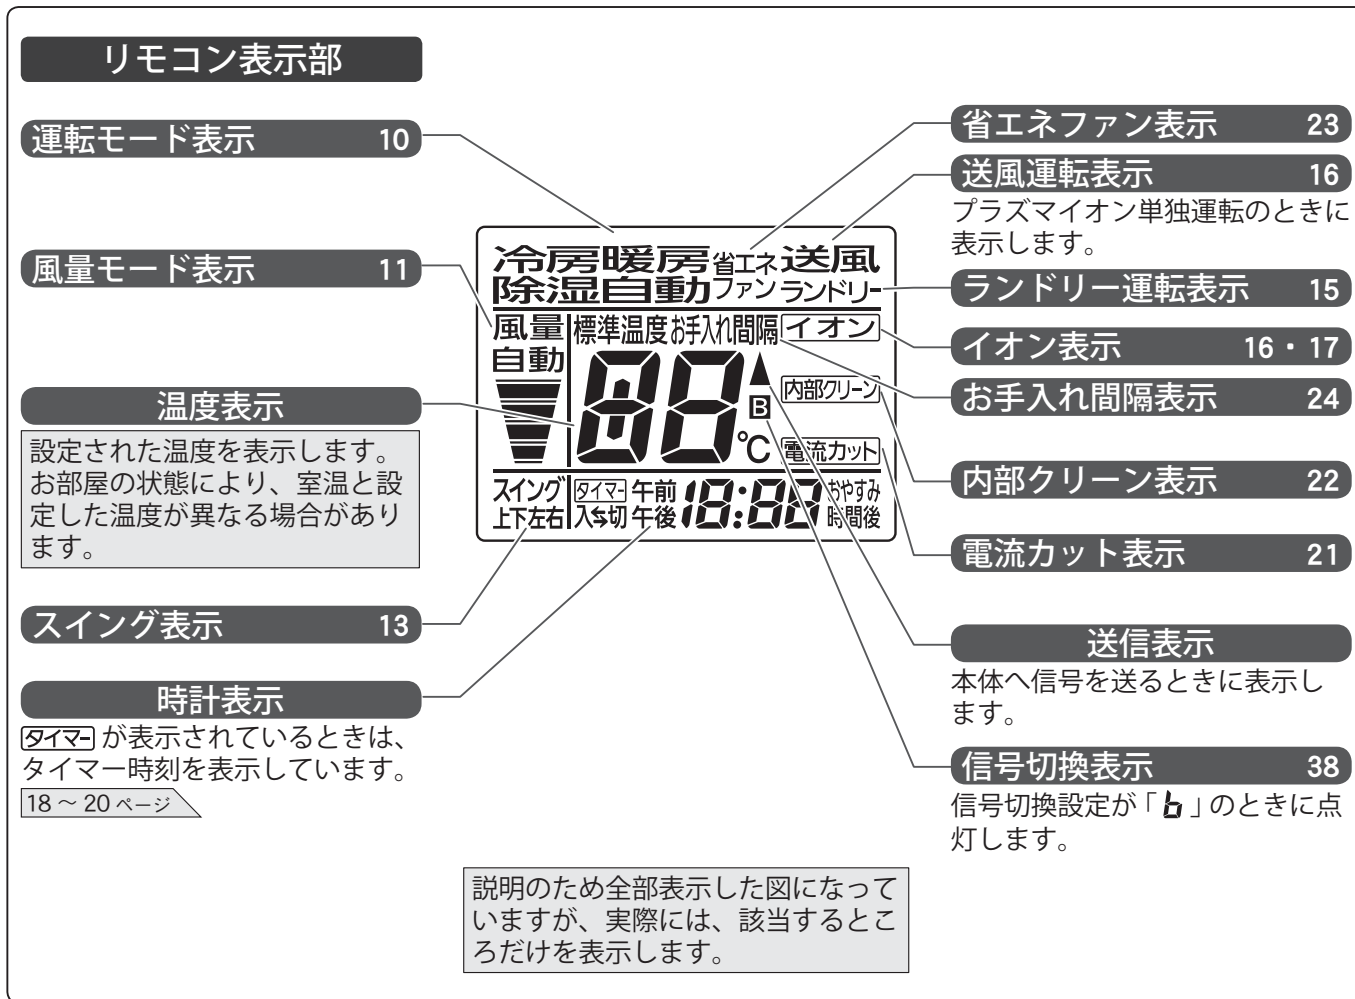 リモコン表示部
運転モード表示 10
風量モード表示 11
温度表示
設定された温度を表示します。
お部屋の状態により、室温と設
定した温度が異なる場合があり
ます。
スイング表示 13
時計表示
タイマー が表示されているときは、
タイマー時刻を表示しています。
18 ～ 20 ページ
冷房暖房省エネ送風
除湿自動ファンランドリー
風量 標準温度お手入れ間隔 イオン
自動
88
内部クリーン
B
℃ 電流カット
スイング タイマー 午前 18:88 おやすみ
上下左右 入⇆切 午後 時間後
省エネファン表示 23
送風運転表示 16
プラズマイオン単独運転のときに
表示します。
ランドリー運転表示 15
イオン表示 16・17
お手入れ間隔表示 24
内部クリーン表示 22
電流カット表示 21
送信表示
本体へ信号を送るときに表示し
ます。
信号切換表示 38
信号切換設定が「b」のときに点
灯します。
説明のため全部表示した図になって
いますが、実際には、該当するとこ
ろだけを表示します。